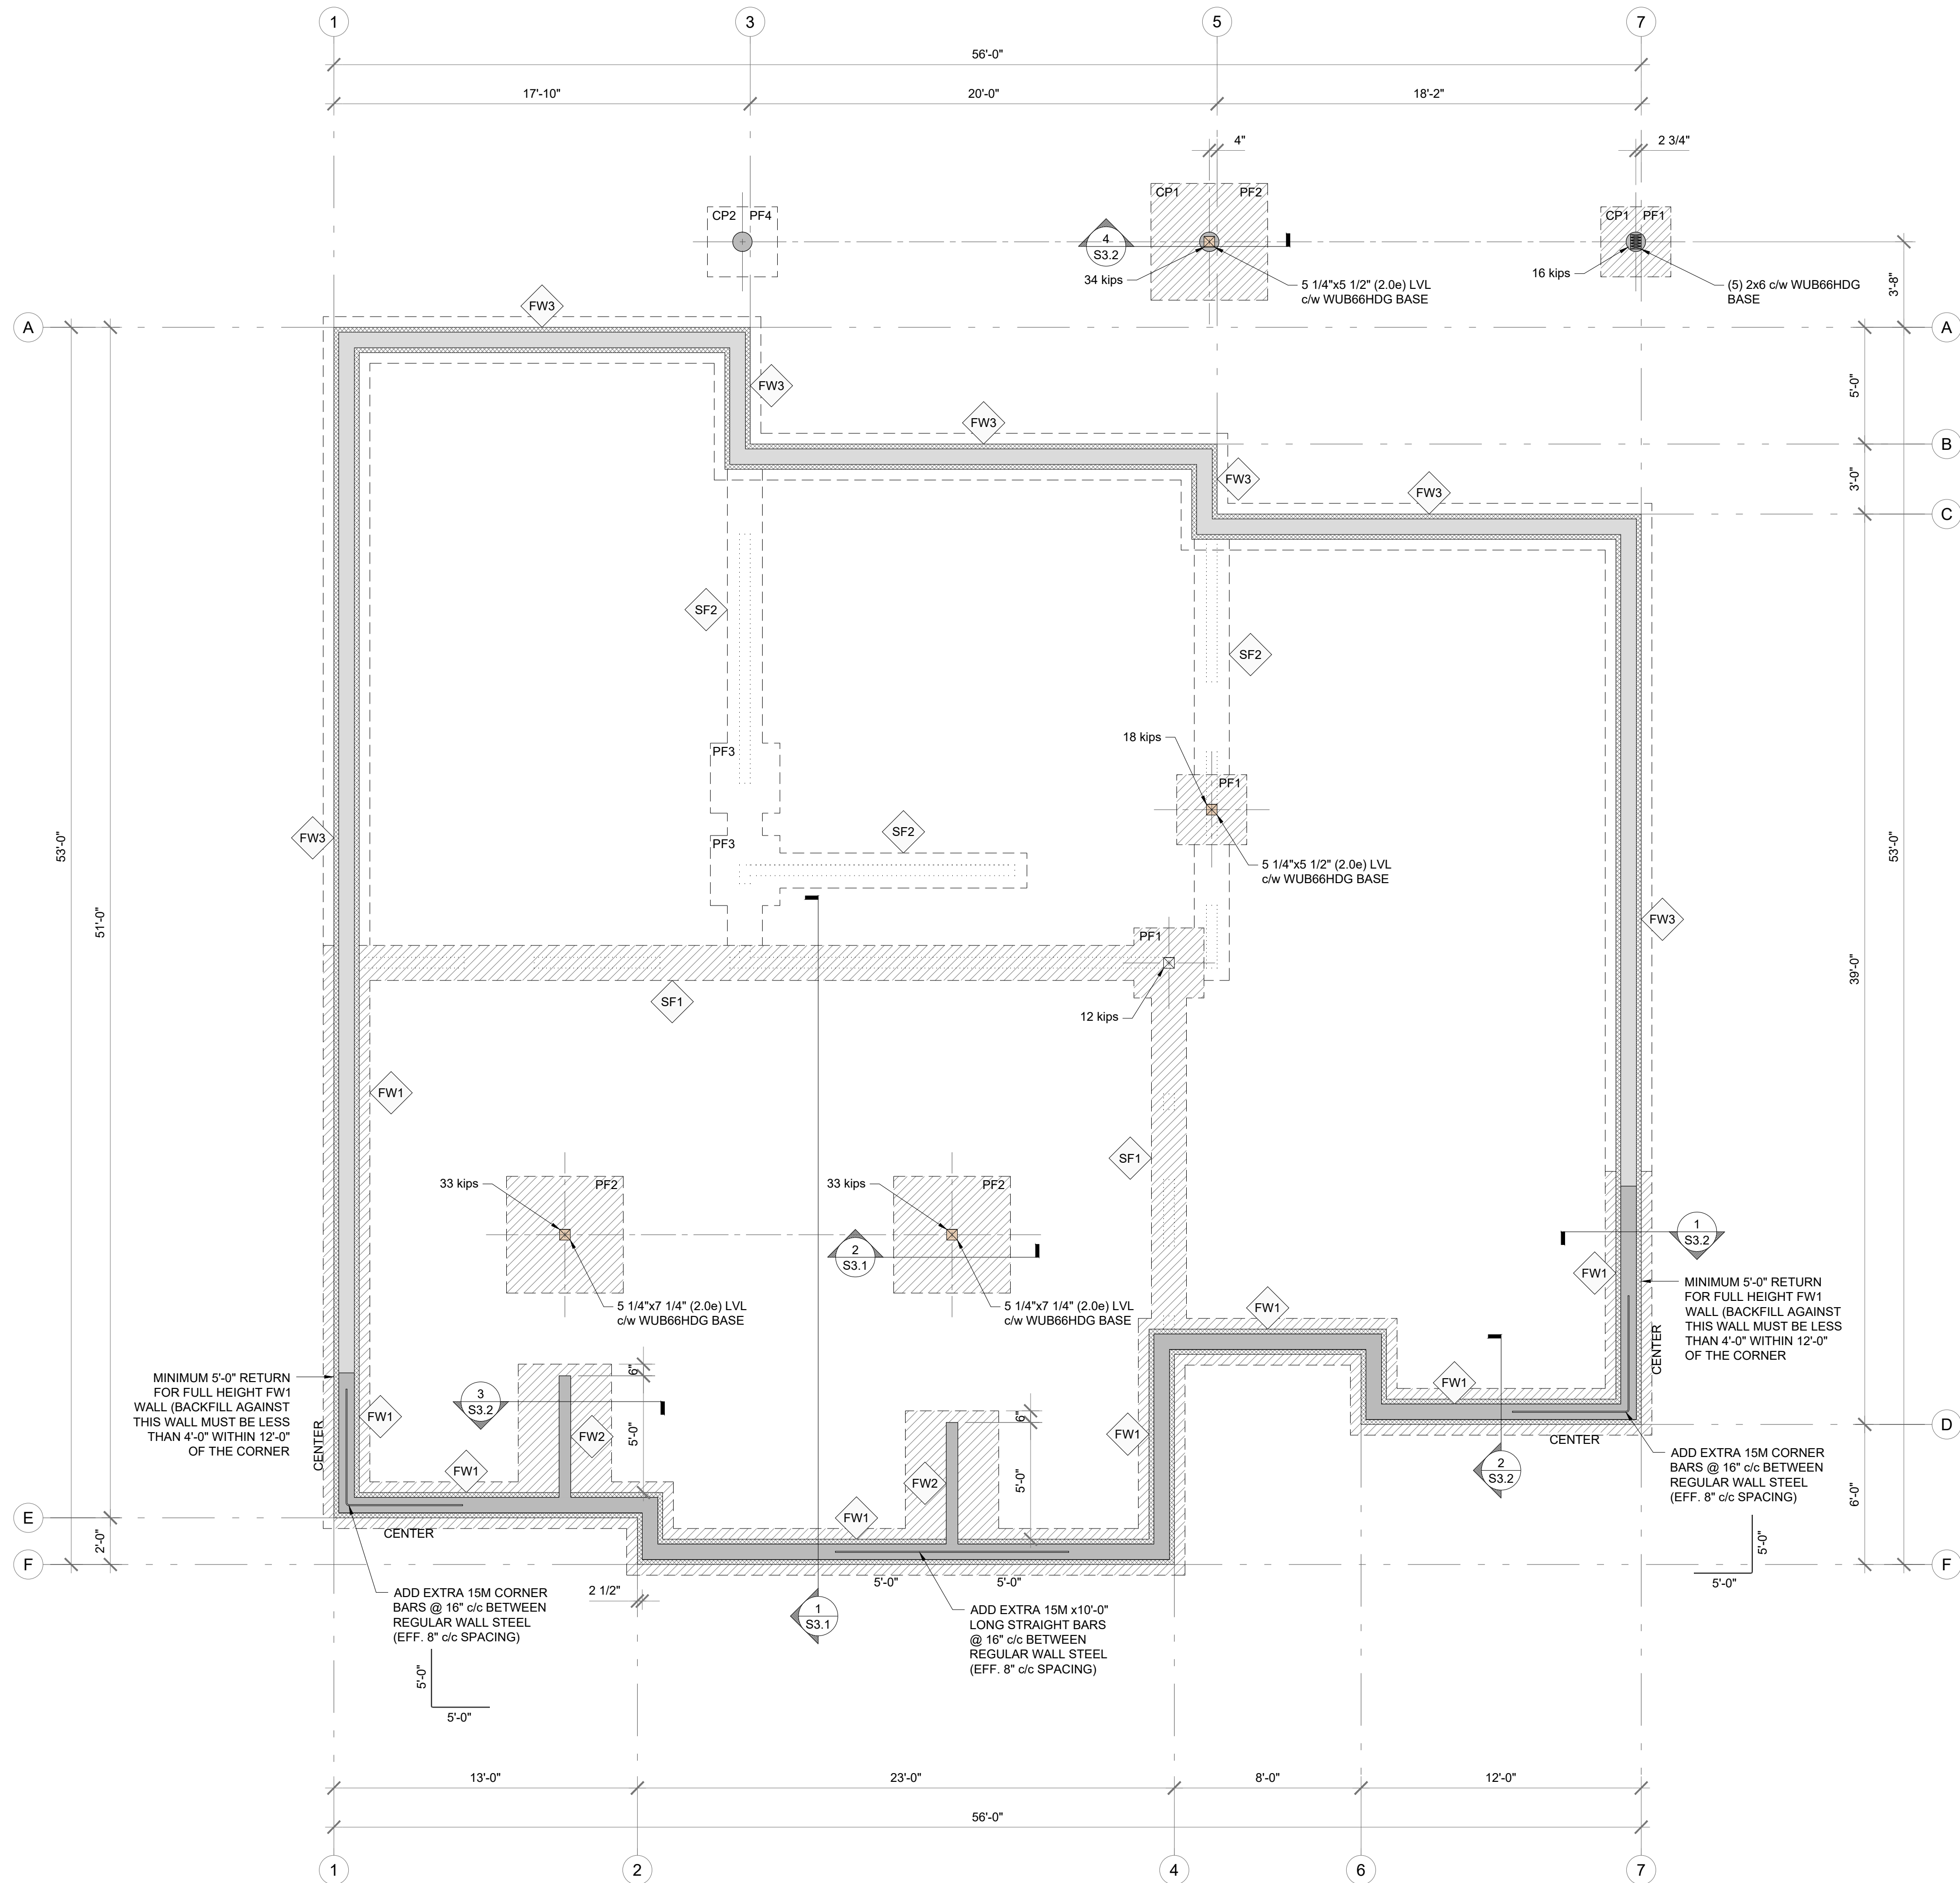 1
3
5
7
56'-0"
17'-10"
20'-0"
18'-2"
4"
2 3/4"
CP2
PF4
CP1
PF2
CP1
PF1
4
S3.2
34 kips
5 1/4"x5 1/2" (2.0e) LVL
c/w WUB66HDG BASE
16 kips
(5) 2x6 c/w WUB66HDG
BASE
3'-8"
FW3
A
A
FW3
5'-0"
FW3
B
FW3
FW3
3'-0"
C
SF2
SF2
18 kips
PF3
PF1
FW3
53'-0"
SF2
PF3
53'-0"
5 1/4"x5 1/2" (2.0e) LVL
c/w WUB66HDG BASE
51'-0"
FW3
PF1
39'-0"
SF1
12 kips
FW1
SF1
33 kips
PF2
33 kips
PF2
2
S3.1
1
S3.2
FW1
MINIMUM 5'-0" RETURN
FOR FULL HEIGHT FW1
WALL (BACKFILL AGAINST
THIS WALL MUST BE LESS
THAN 4'-0" WITHIN 12'-0"
OF THE CORNER
5 1/4"x7 1/4" (2.0e) LVL
c/w WUB66HDG BASE
5 1/4"x7 1/4" (2.0e) LVL
c/w WUB66HDG BASE
FW1
CENTER
MINIMUM 5'-0" RETURN
FOR FULL HEIGHT FW1
WALL (BACKFILL AGAINST
THIS WALL MUST BE LESS
THAN 4'-0" WITHIN 12'-0"
OF THE CORNER
6"
FW1
3
S3.2
FW1
6"
FW2
5'-0"
FW1
CENTER
D
CENTER
FW1
FW2
5'-0"
2
S3.2
ADD EXTRA 15M CORNER
BARS @ 16" c/c BETWEEN
REGULAR WALL STEEL
(EFF. 8" c/c SPACING)
6'-0"
E
FW1
CENTER
2'-0"
5'-0"
F
F
5'-0"
5'-0"
5'-0"
2 1/2"
ADD EXTRA 15M CORNER
BARS @ 16" c/c BETWEEN
REGULAR WALL STEEL
(EFF. 8" c/c SPACING)
1
S3.1
ADD EXTRA 15M x10'-0"
LONG STRAIGHT BARS
@ 16" c/c BETWEEN
REGULAR WALL STEEL
(EFF. 8" c/c SPACING)
5'-0"
5'-0"
13'-0"
23'-0"
8'-0"
12'-0"
56'-0"
1
2
4
6
7